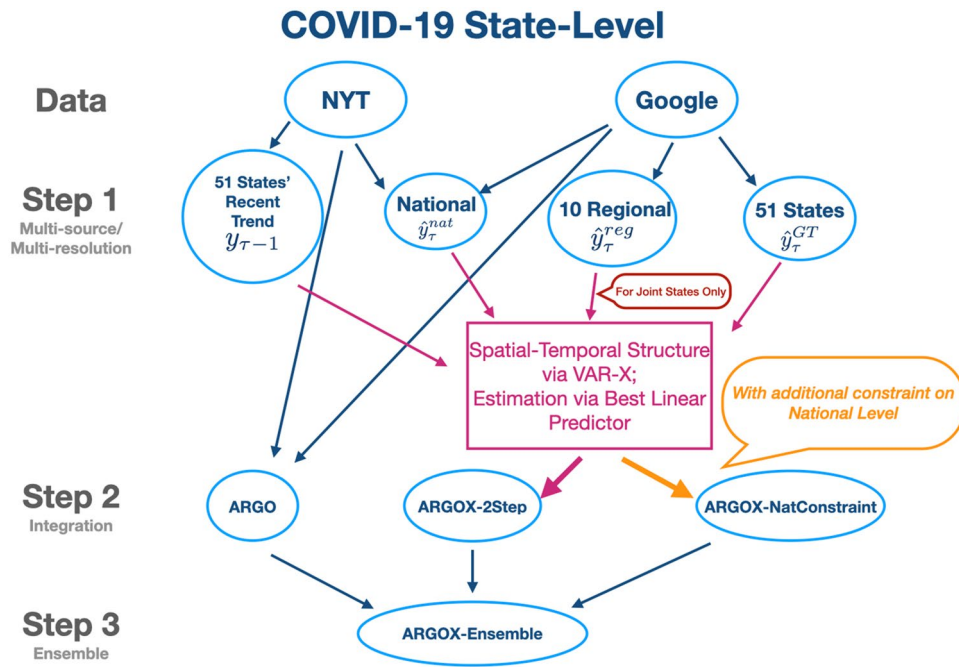 COVID-19 State-Level
Data
NYT
Google
Step 1
Multi-source/
Multi-resolution
51 States'
Recent
Trend
y_{τ−1}
National
ŷ_τ^{nat}
10 Regional
ŷ_τ^{reg}
51 States
ŷ_τ^{GT}
For Joint States Only
Spatial-Temporal Structure
via VAR-X;
Estimation via Best Linear
Predictor
With additional constraint on
National Level
Step 2
Integration
ARGO
ARGOX-2Step
ARGOX-NatConstraint
Step 3
Ensemble
ARGOX-Ensemble